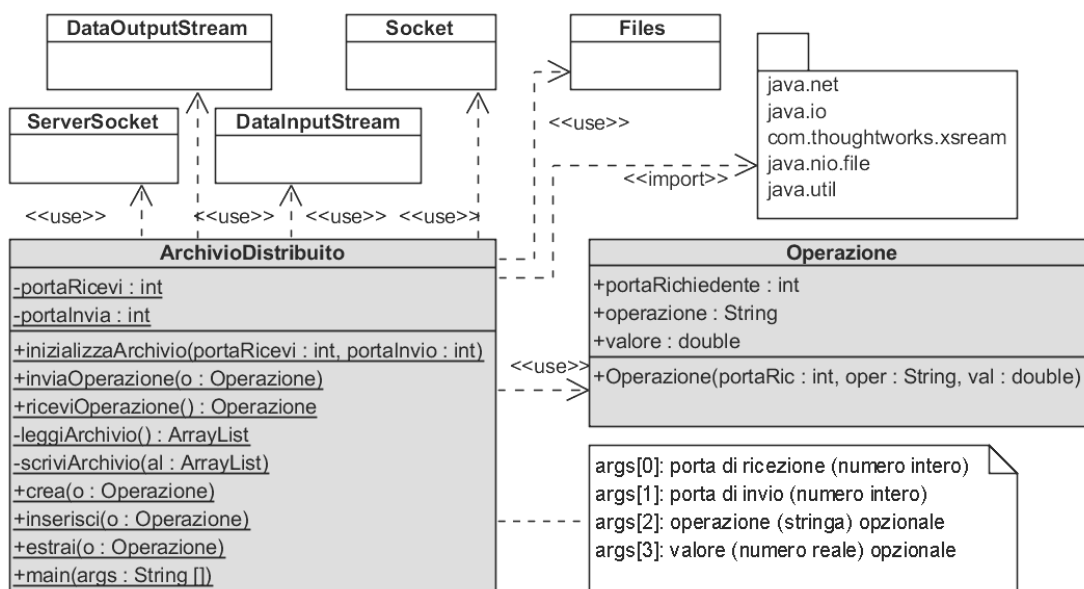 DataOutputStream
Socket
Files
ServerSocket
DataInputStream
java.net
java.io
com.thoughtworks.xsream
java.nio.file
java.util
<<use>>
<<import>>
<<use>>
<<use>>
<<use>>
<<use>>
ArchivioDistribuito
-portaRicevi : int
-portaInvia : int
+inizializzaArchivio(portaRicevi : int, portaInvio : int)
+inviaOperazione(o : Operazione)
+riceviOperazione() : Operazione
-leggiArchivio() : ArrayList
-scriviArchivio(al : ArrayList)
+crea(o : Operazione)
+inserisci(o : Operazione)
+estrai(o : Operazione)
+main(args : String [])
<<use>>
Operazione
+portaRichiedente : int
+operazione : String
+valore : double
+Operazione(portaRic : int, oper : String, val : double)
args[0]: porta di ricezione (numero intero)
args[1]: porta di invio (numero intero)
args[2]: operazione (stringa) opzionale
args[3]: valore (numero reale) opzionale